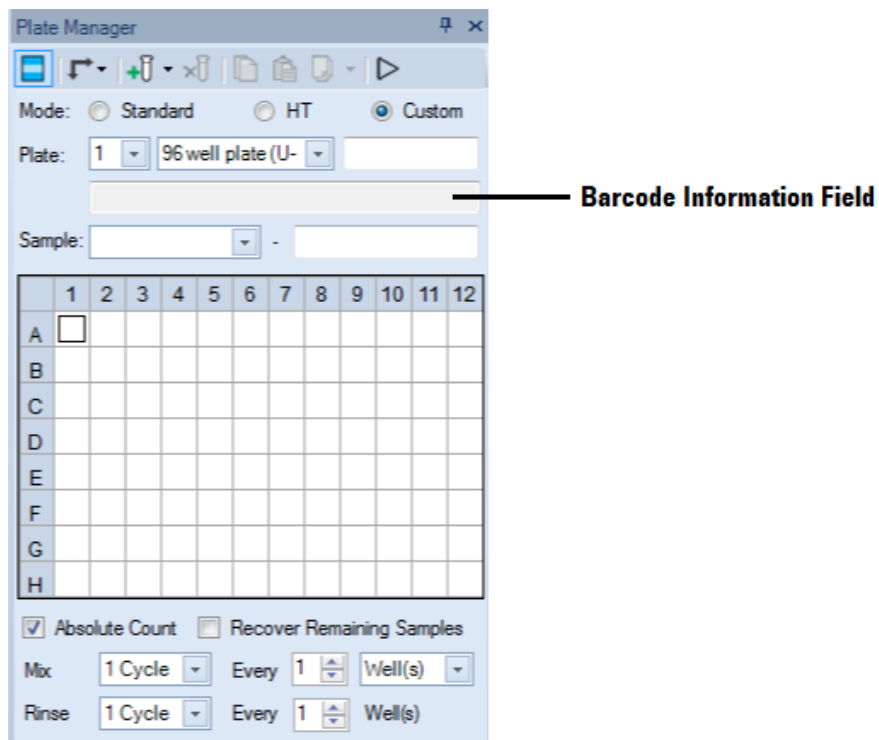 Plate Manager
Mode: Standard HT Custom
Plate: 1 96 well plate (U-
Barcode Information Field
Sample: -
1 2 3 4 5 6 7 8 9 10 11 12
A
B
C
D
E
F
G
H
Absolute Count Recover Remaining Samples
Mix 1 Cycle Every 1 Well(s)
Rinse 1 Cycle Every 1 Well(s)